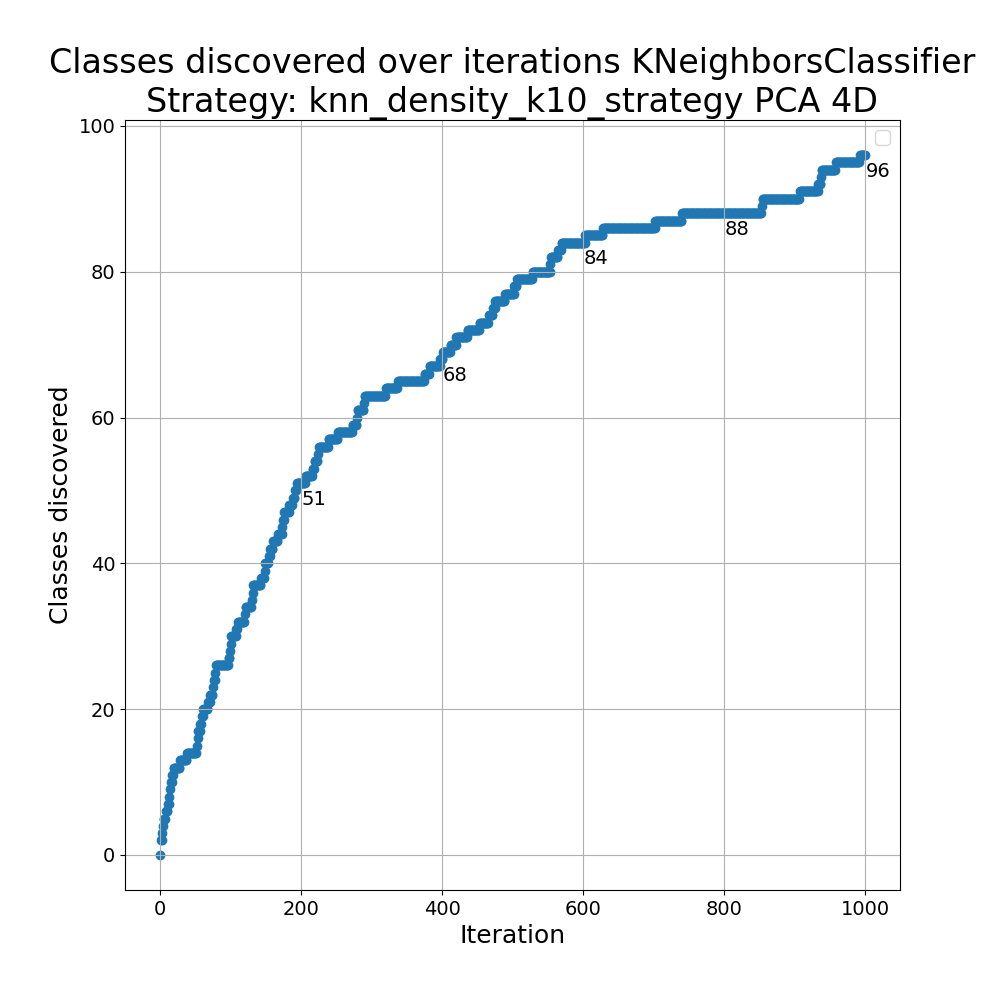 Classes discovered over iterations KNeighborsClassifier
Strategy: knn_density_k10_strategy PCA 4D
100
80
60
40
20
0
Classes discovered
51
68
84
88
96
0 200 400 600 800 1000
Iteration